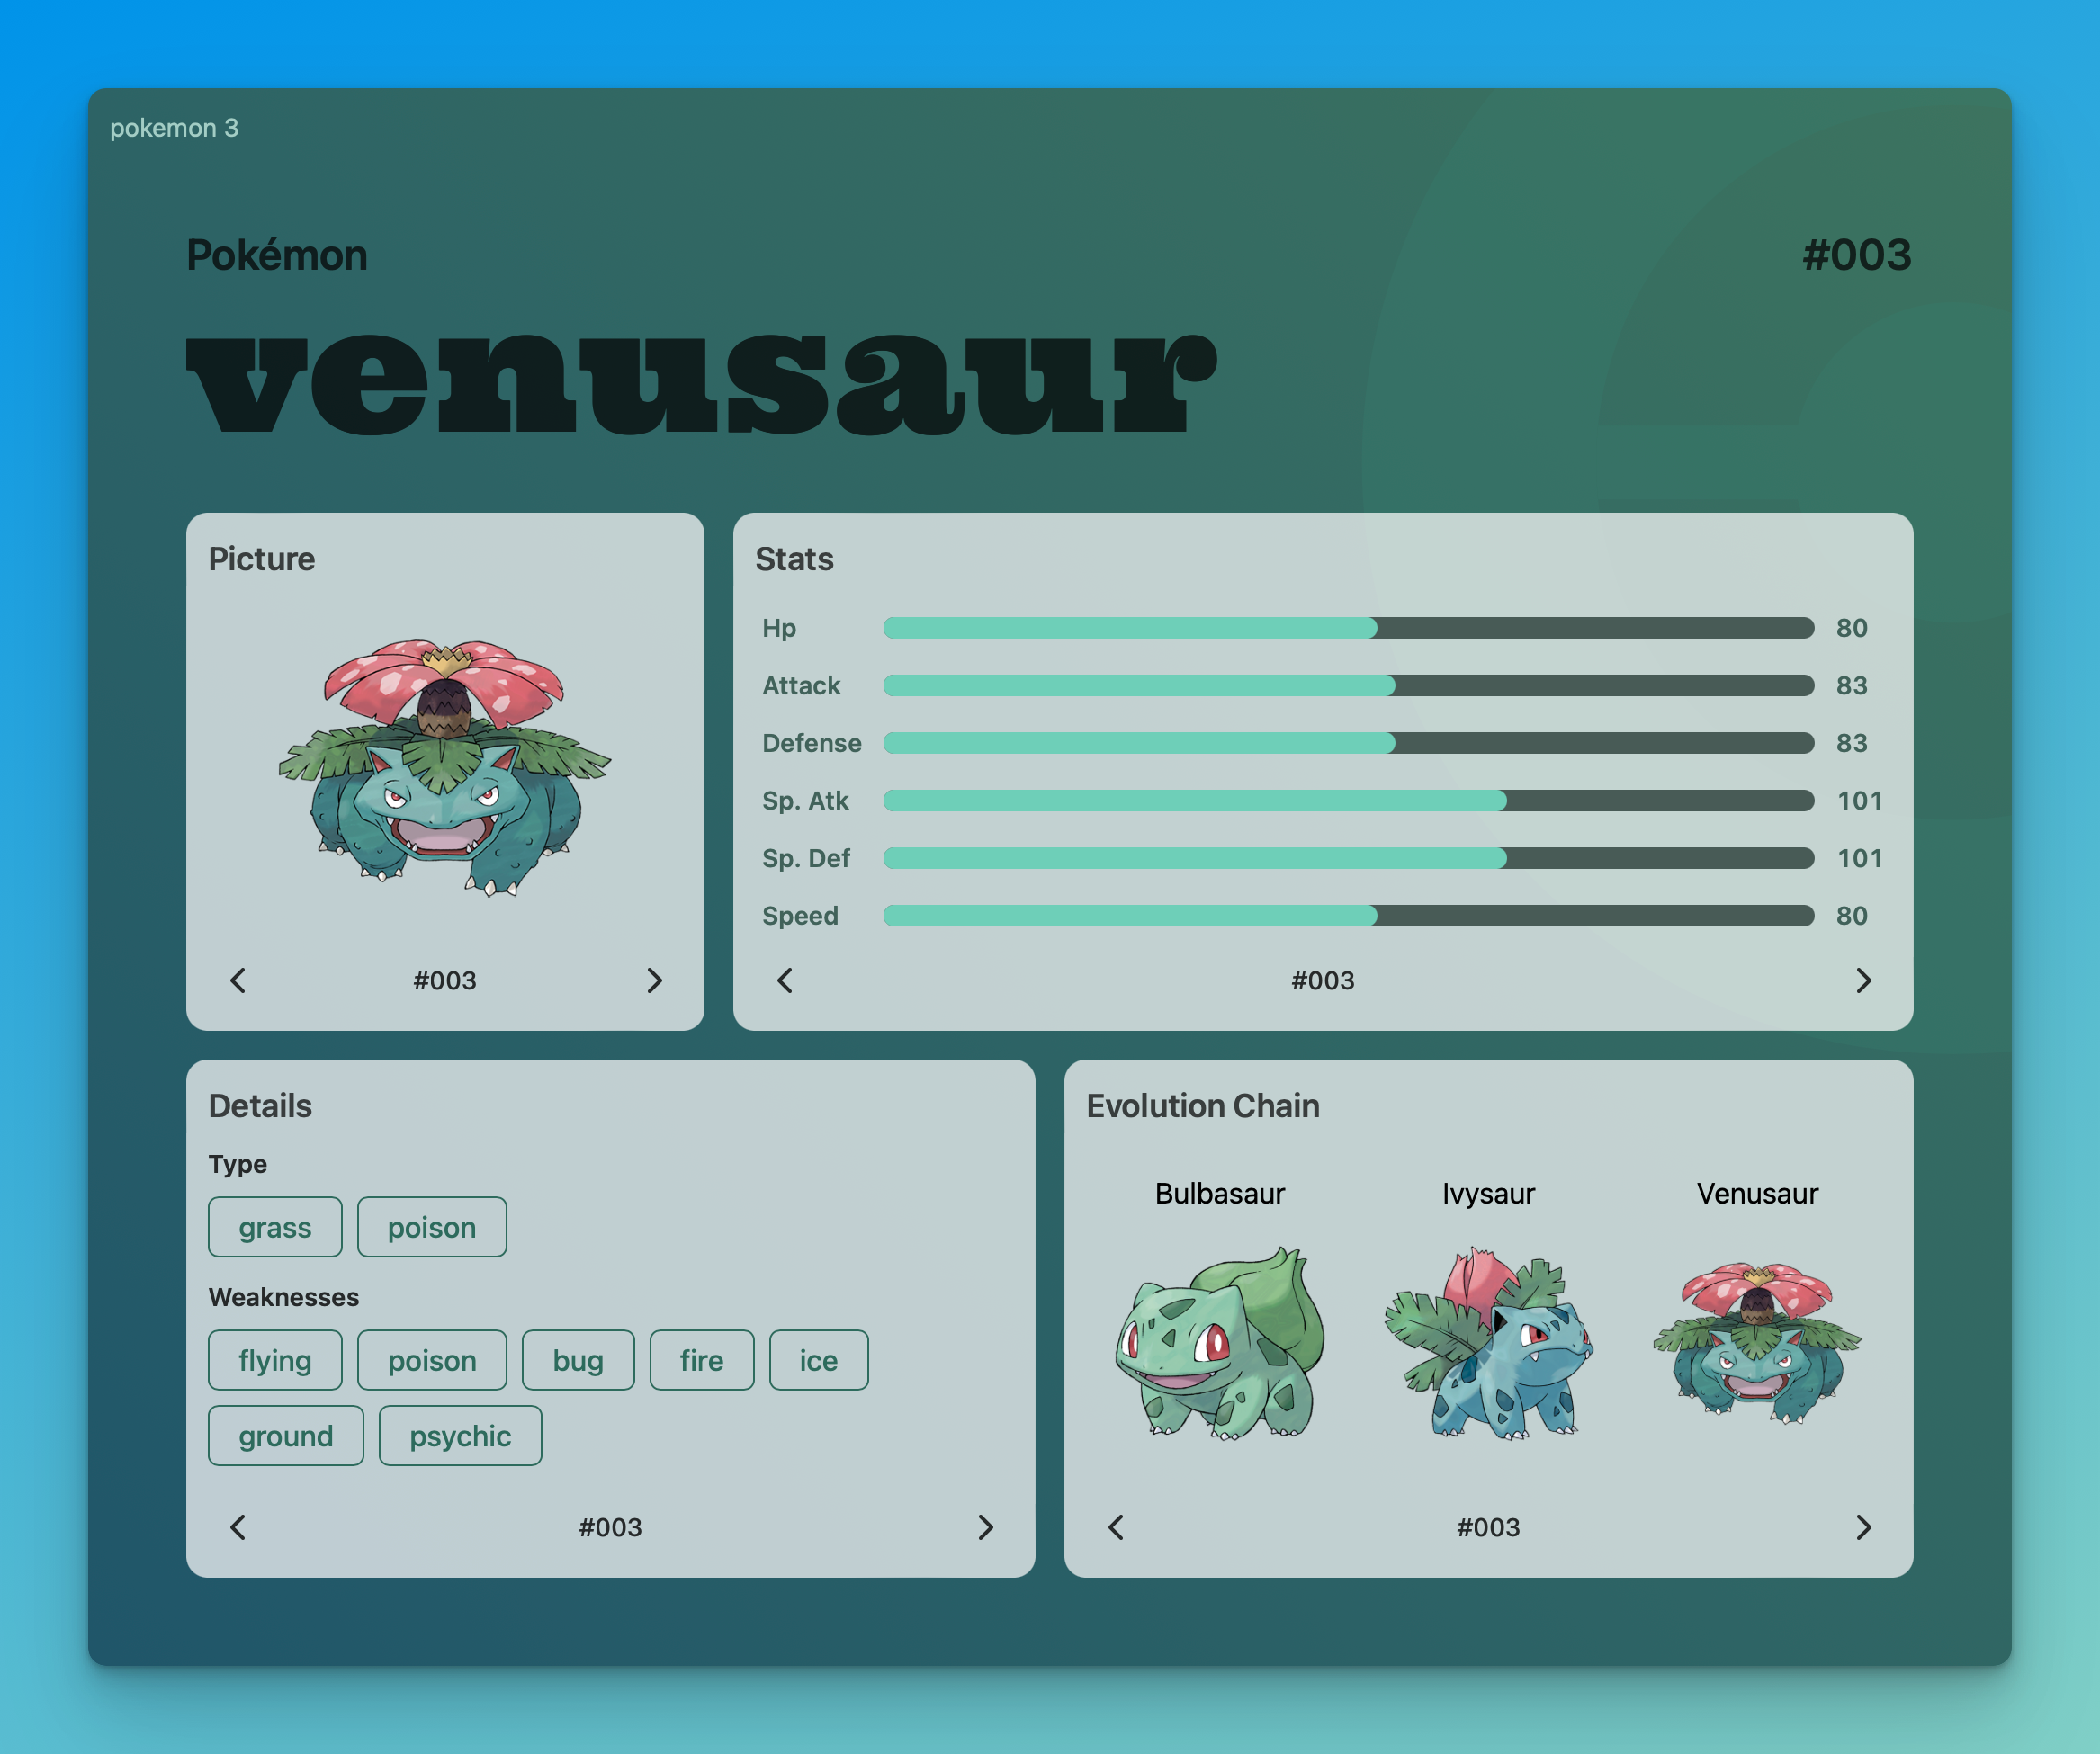 pokemon 3
Pokémon
#003
venusaur
Picture
#003
Stats
Hp 80
Attack 83
Defense 83
Sp. Atk 101
Sp. Def 101
Speed 80
#003
Details
Type
grass poison
Weaknesses
flying poison bug fire ice
ground psychic
#003
Evolution Chain
Bulbasaur Ivysaur Venusaur
#003